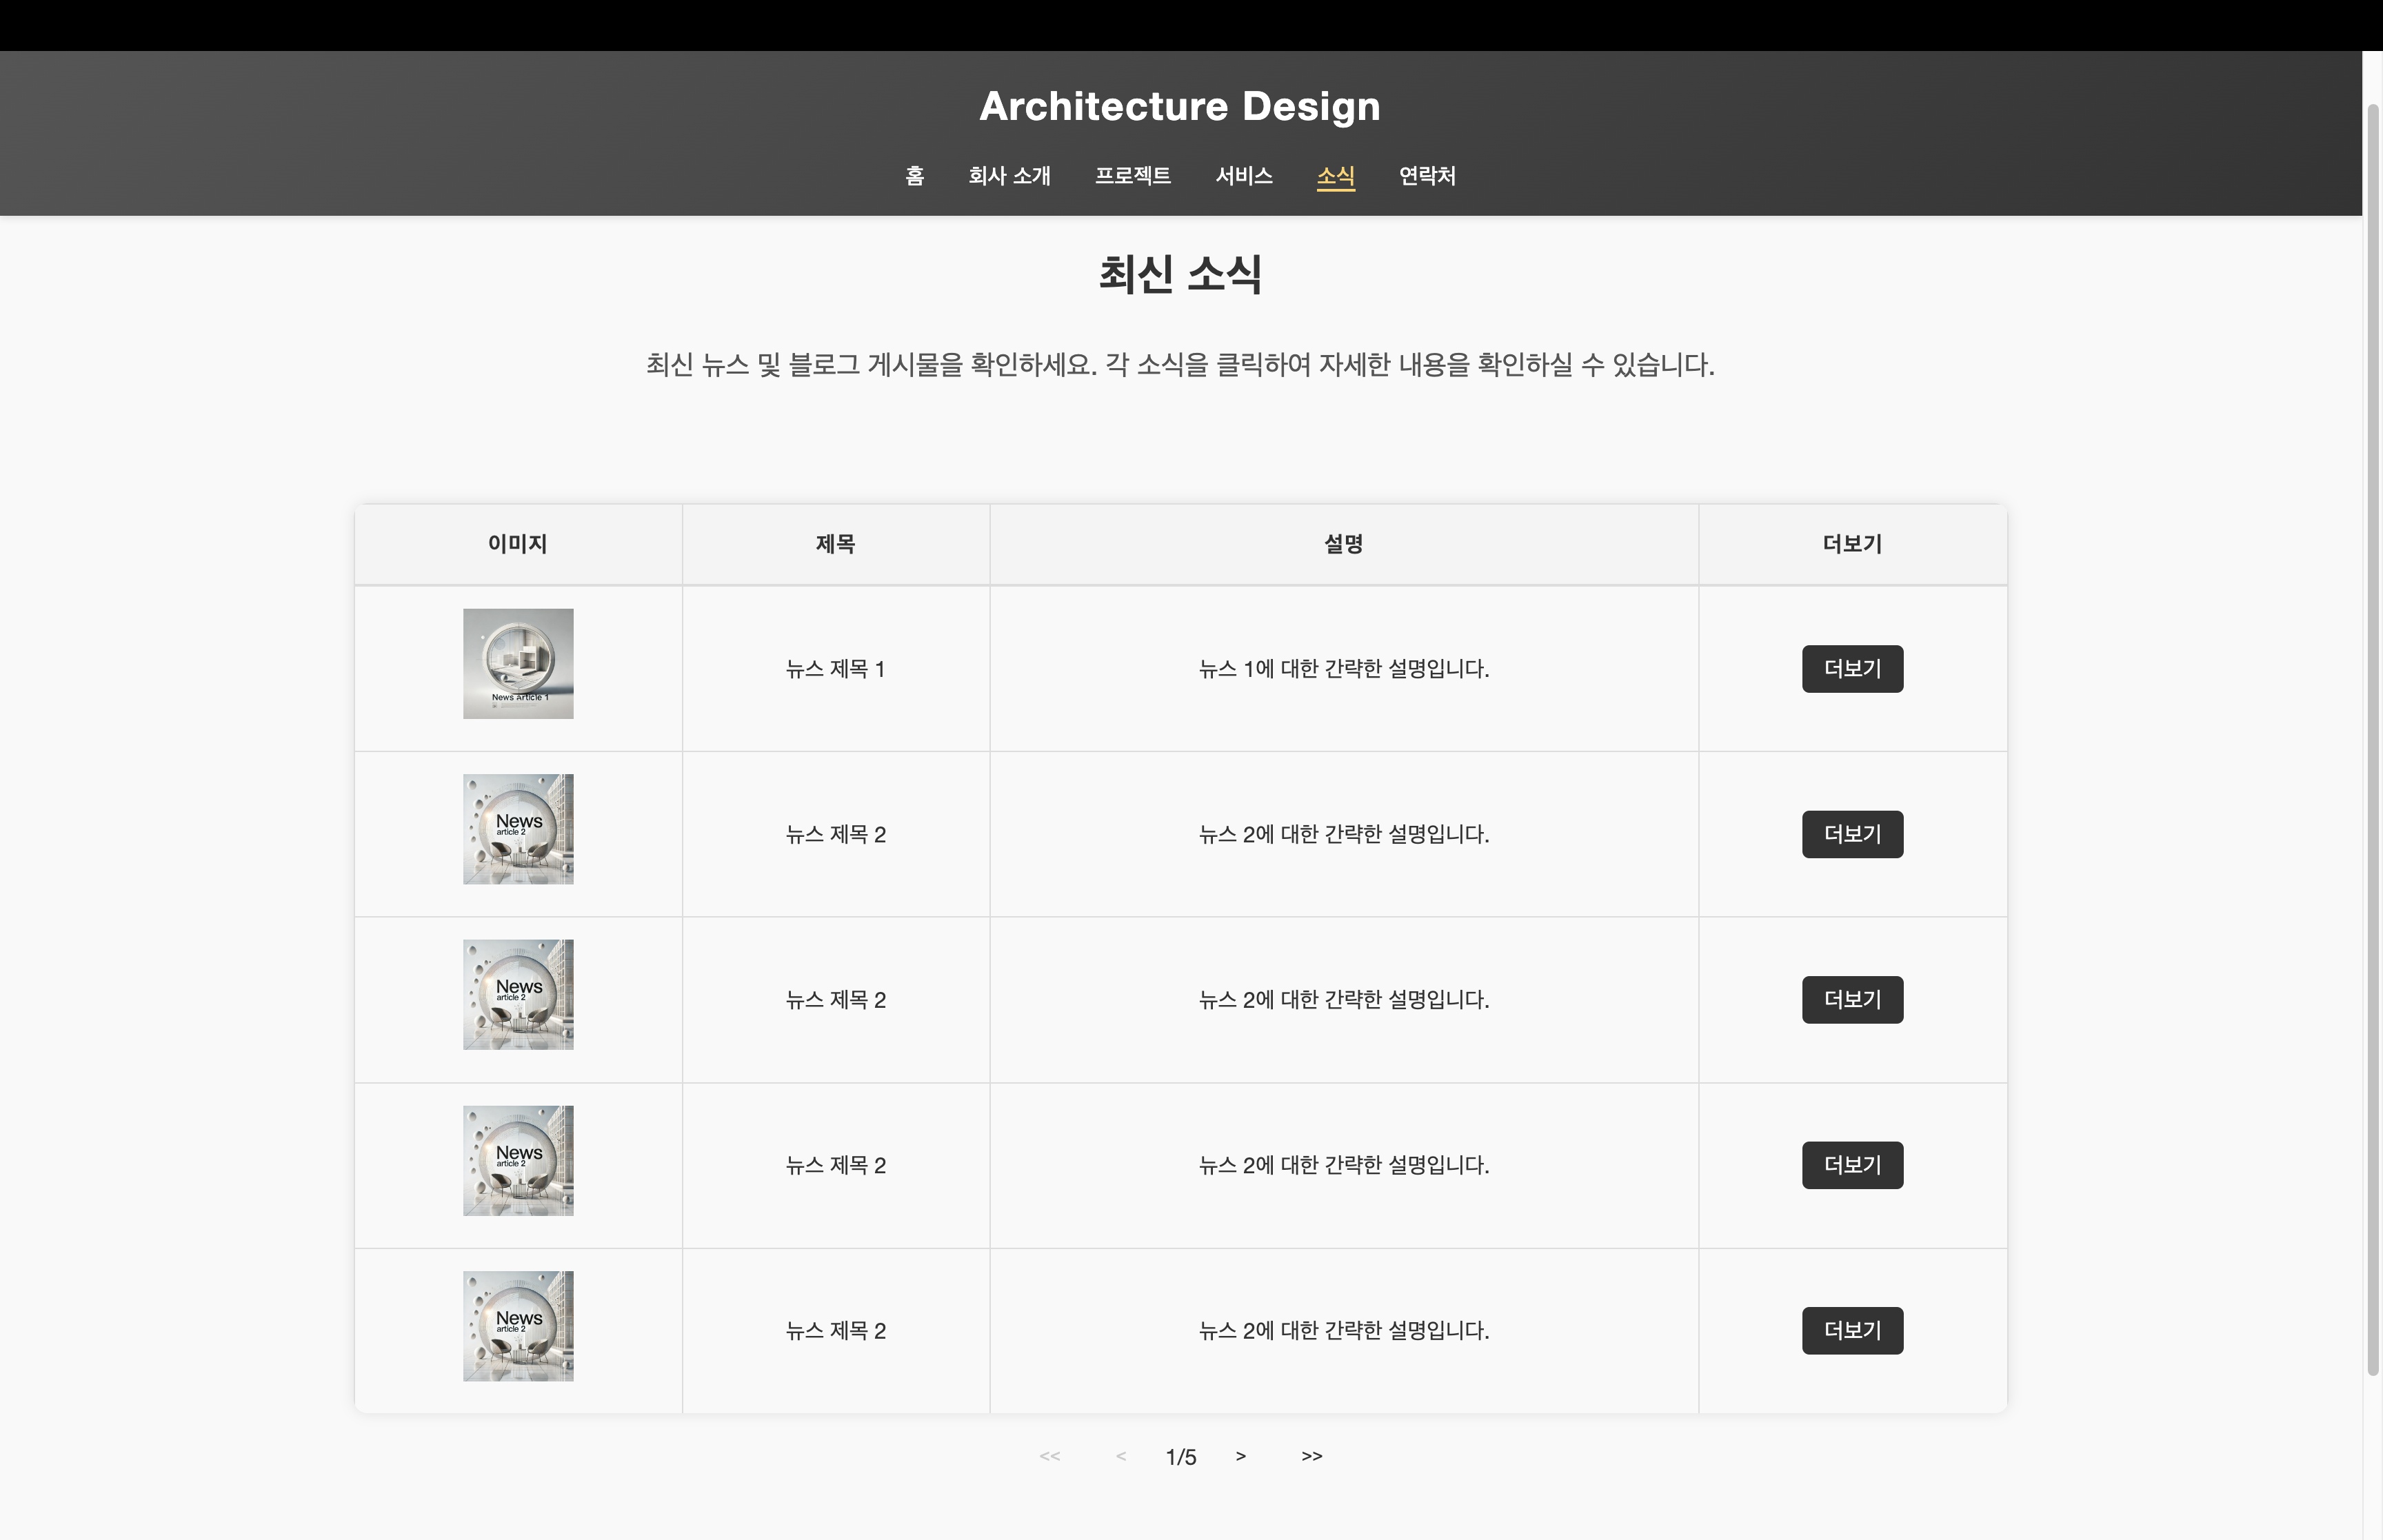 Architecture Design
홈 회사 소개 프로젝트 서비스 소식 연락처
최신 소식
최신 뉴스 및 블로그 게시물을 확인하세요. 각 소식을 클릭하여 자세한 내용을 확인하실 수 있습니다.
이미지 제목 설명 더보기
News Article 1
뉴스 제목 1 뉴스 1에 대한 간략한 설명입니다. 더보기
News
article 2
뉴스 제목 2 뉴스 2에 대한 간략한 설명입니다. 더보기
News
article 2
뉴스 제목 2 뉴스 2에 대한 간략한 설명입니다. 더보기
News
article 2
뉴스 제목 2 뉴스 2에 대한 간략한 설명입니다. 더보기
News
article 2
뉴스 제목 2 뉴스 2에 대한 간략한 설명입니다. 더보기
<< < 1/5 > >>